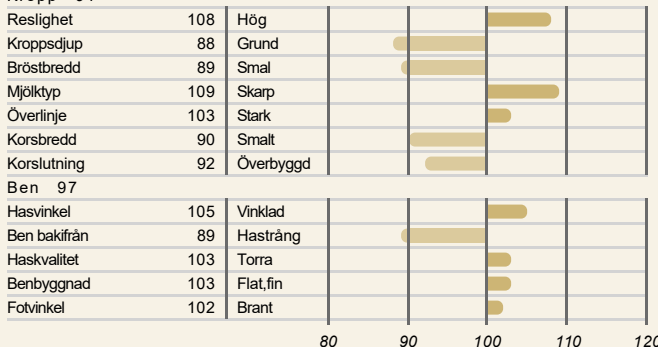 Reslighet 108 Hög
Kroppsdjup 88 Grund
Bröstbredd 89 Smal
Mjölktyp 109 Skarp
Överlinje 103 Stark
Korsbredd 90 Smalt
Korslutning 92 Överbyggd
Ben 97
Hasvinkel 105 Vinklad
Ben bakifrån 89 Hastrång
Haskvalitet 103 Torra
Benbyggnad 103 Flat,fin
Fotvinkel 102 Brant
80 90 100 110 120